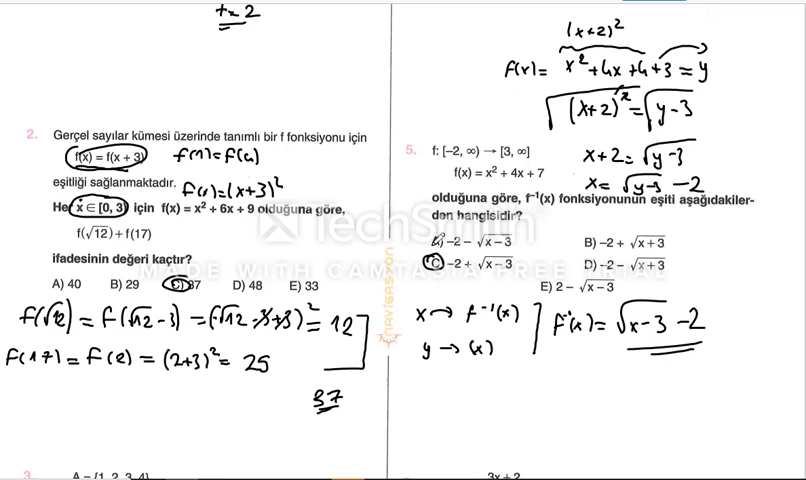 t=2
2. Gerçel sayılar kümesi üzerinde tanımlı bir f fonksiyonu için
f(x) = f(x + 3) f(1)=f(4)
eşitliği sağlanmaktadır. f(x)=(x+3)²
Her x ∈ [0, 3) için f(x) = x² + 6x + 9 olduğuna göre,
f(√12) + f(17)
ifadesinin değeri kaçtır?
A) 40 B) 29 C) 37 D) 48 E) 33
f(√12) = f(√12-3) = (√12-3+3)² = 12
f(17) = f(2) = (2+3)² = 25
37
3. A = {1, 2, 3, 4}
(x+2)²
f(x)= x²+4x+4+3 = y
√(x+2)² = √y-3
x+2 = √y-3
x = √y-3 -2
5. f: [-2, ∞) → [3, ∞]
f(x) = x² + 4x + 7
olduğuna göre, f⁻¹(x) fonksiyonunun eşiti aşağıdakiler-
den hangisidir?
A) -2 - √x-3 B) -2 + √x+3
C) -2 + √x-3 D) -2 - √x+3
E) 2 - √x-3
x → f⁻¹(x)
y → (x)
f⁻¹(x) = √x-3 -2
3x + 2
navigasyon
TechSmith
MADE WITH CAMTASIA FREE TRIAL